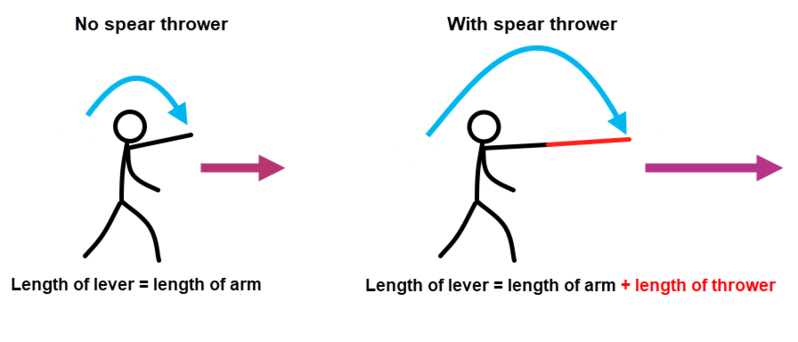 No spear thrower
With spear thrower
Length of lever = length of arm
Length of lever = length of arm + length of thrower